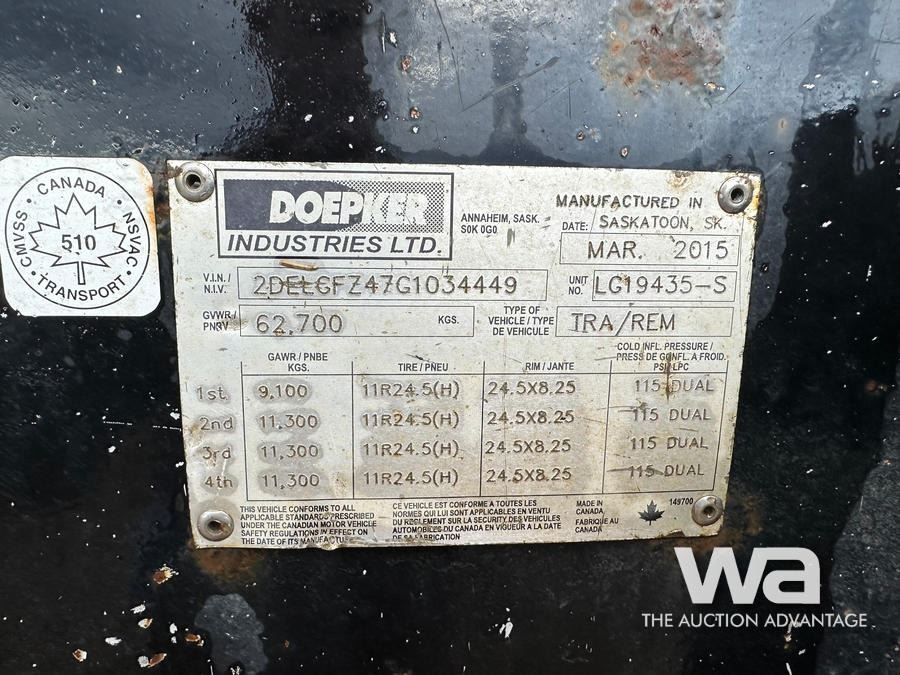 CANADA
CMVSS
NSVAC
510
TRANSPORT
DOEPKER
INDUSTRIES LTD.
ANNAHEIM, SASK.
S0K 0G0
MANUFACTURED IN
SASKATOON, SK.
DATE:
MAR. 2015
V.I.N./
N.I.V.
2DELGFZ47G1034449
UNIT
NO.
LG19435-S
GVWR/
PNBV
62,700
KGS.
TYPE OF
VEHICLE/TYPE
DE VEHICULE
TRA/REM
GAWR / PNBE
KGS.
TIRE / PNEU
RIM / JANTE
COLD INFL. PRESSURE /
PRESS DE GONFL. A FROID.
PSI/LPC
1st 9,100 11R24.5(H) 24.5X8.25 115 DUAL
2nd 11,300 11R24.5(H) 24.5X8.25 115 DUAL
3rd 11,300 11R24.5(H) 24.5X8.25 115 DUAL
4th 11,300 11R24.5(H) 24.5X8.25 115 DUAL
THIS VEHICLE CONFORMS TO ALL
APPLICABLE STANDARDS PRESCRIBED
UNDER THE CANADIAN MOTOR VEHICLE
SAFETY REGULATIONS IN EFFECT ON
THE DATE OF ITS MANUFACTURE
CE VEHICLE EST CONFORME A TOUTES LES
NORMES QUI LUI SONT APPLICABLES EN VENTU
DU REGLEMENT SUR LA SECURITE DES VEHICULES
AUTOMOBILES DU CANADA EN VIGUEUR A LA DATE
DE SA FABRICATION
MADE IN
CANADA
FABRIQUE AU
CANADA
149700
wa
THE AUCTION ADVANTAGE